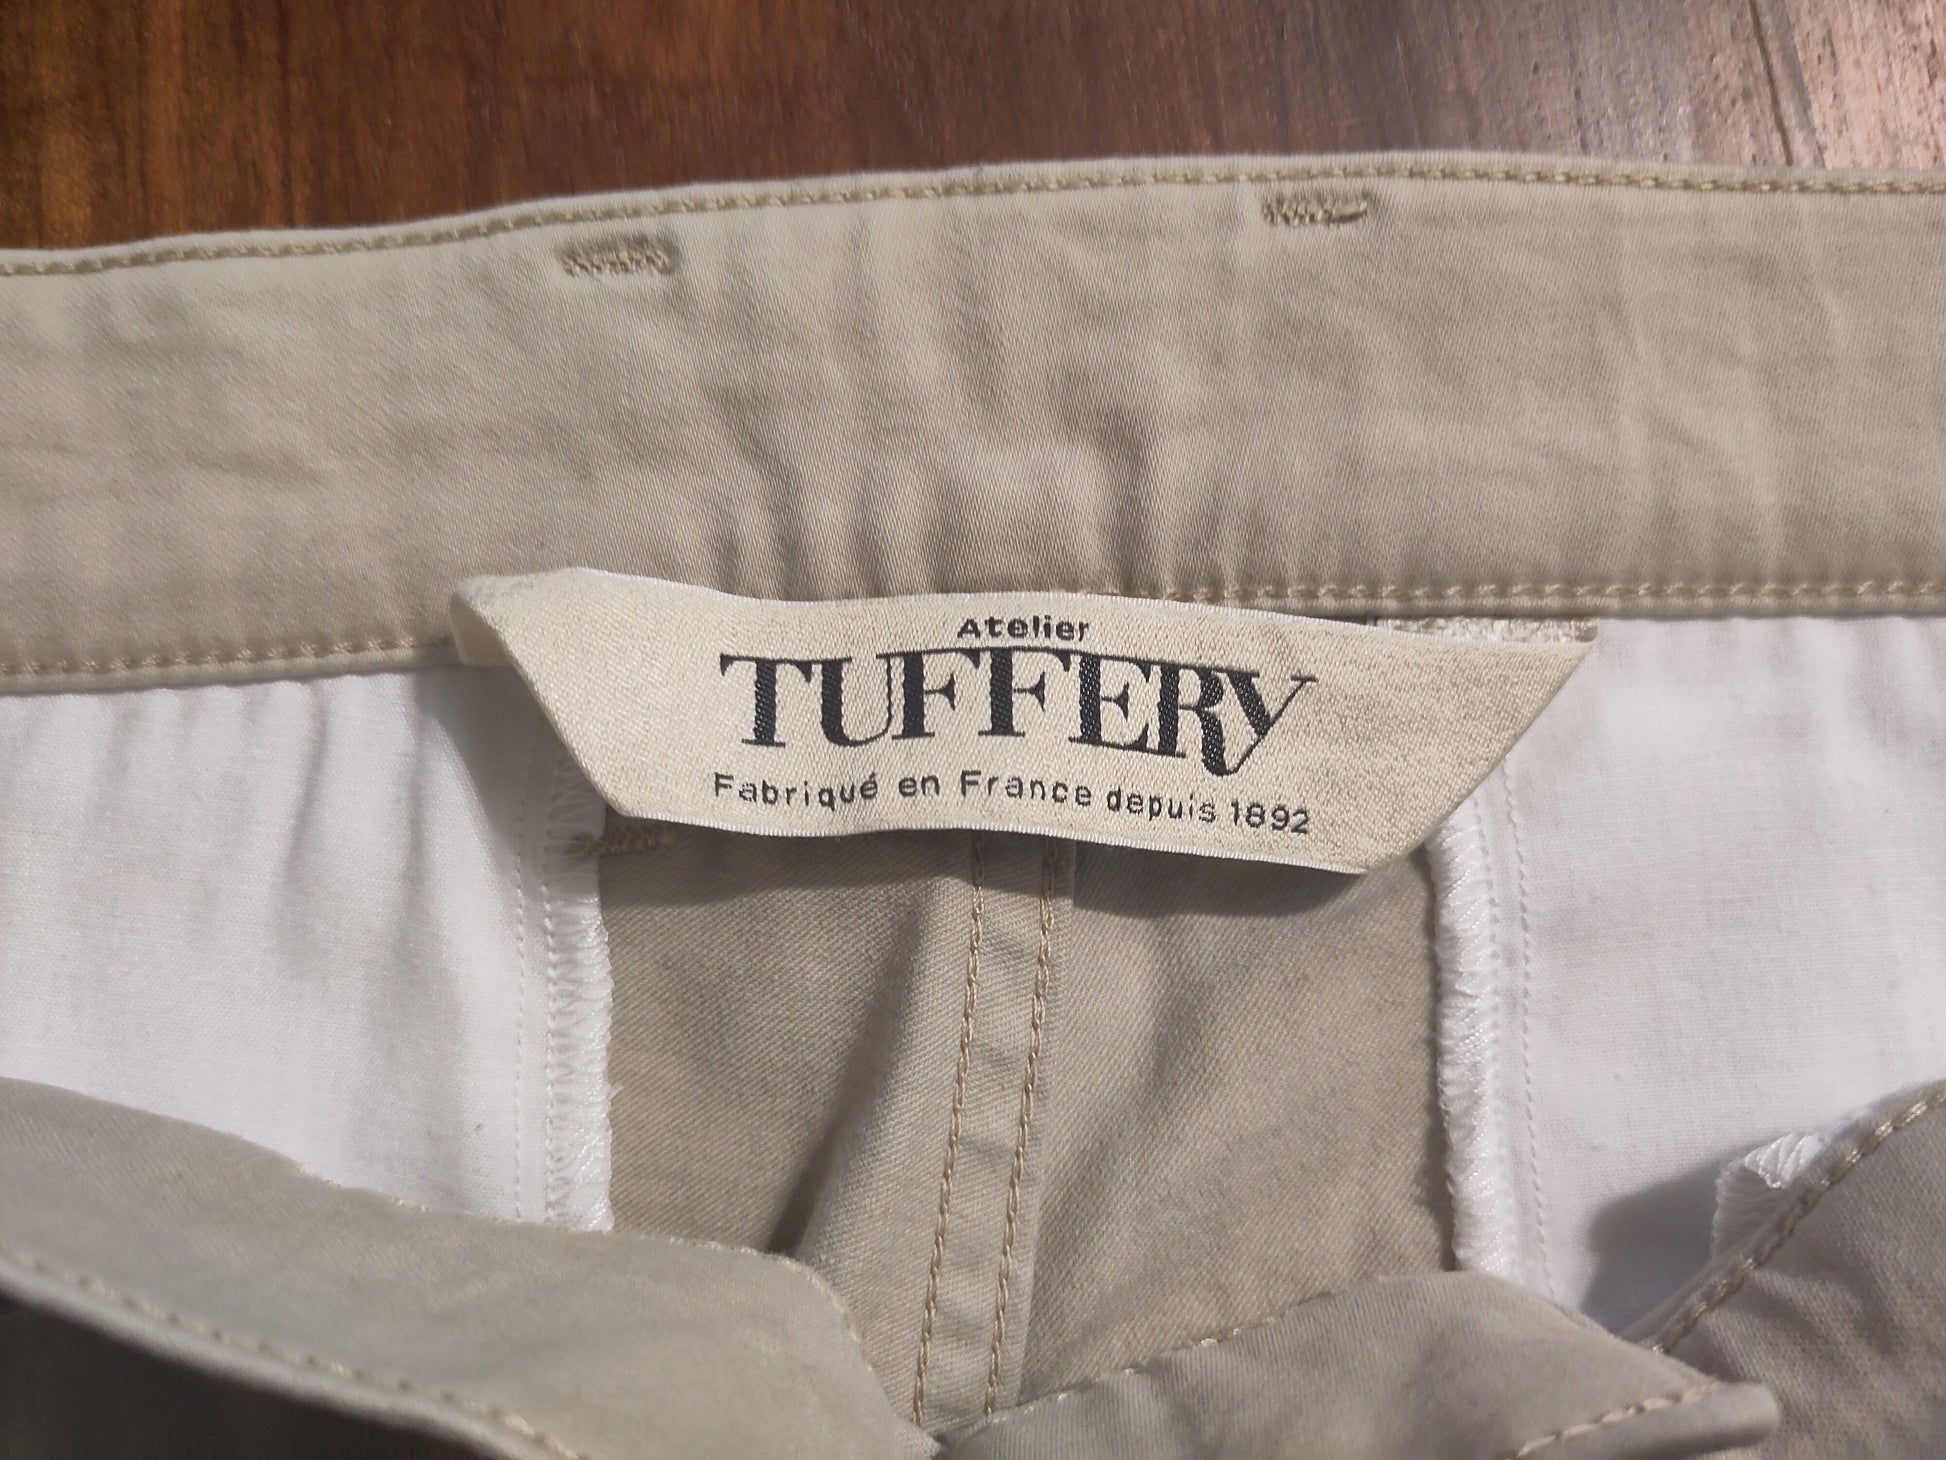 Atelier
TUFFERY
Fabriqué en France depuis 1892